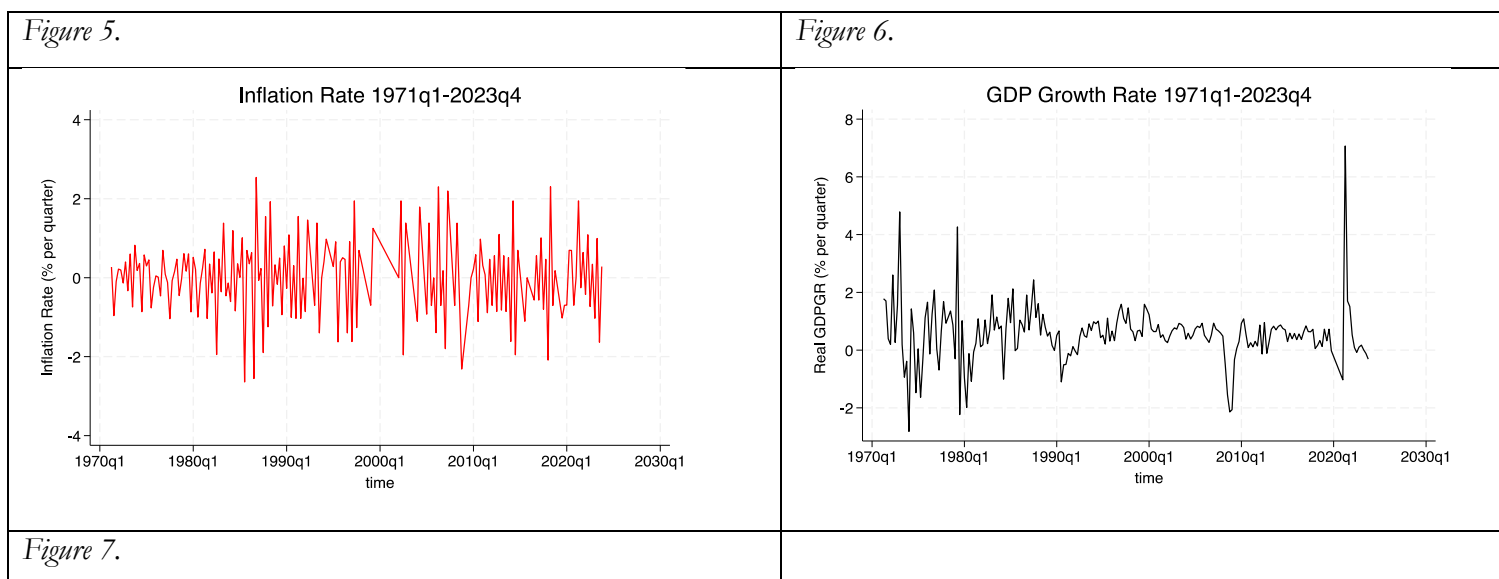 Figure 5.
Figure 6.
Inflation Rate 1971q1-2023q4
4
2
0
-2
-4
Inflation Rate (% per quarter)
1970q1 1980q1 1990q1 2000q1 2010q1 2020q1 2030q1
time
GDP Growth Rate 1971q1-2023q4
8
6
4
2
0
-2
Real GDPGR (% per quarter)
1970q1 1980q1 1990q1 2000q1 2010q1 2020q1 2030q1
time
Figure 7.